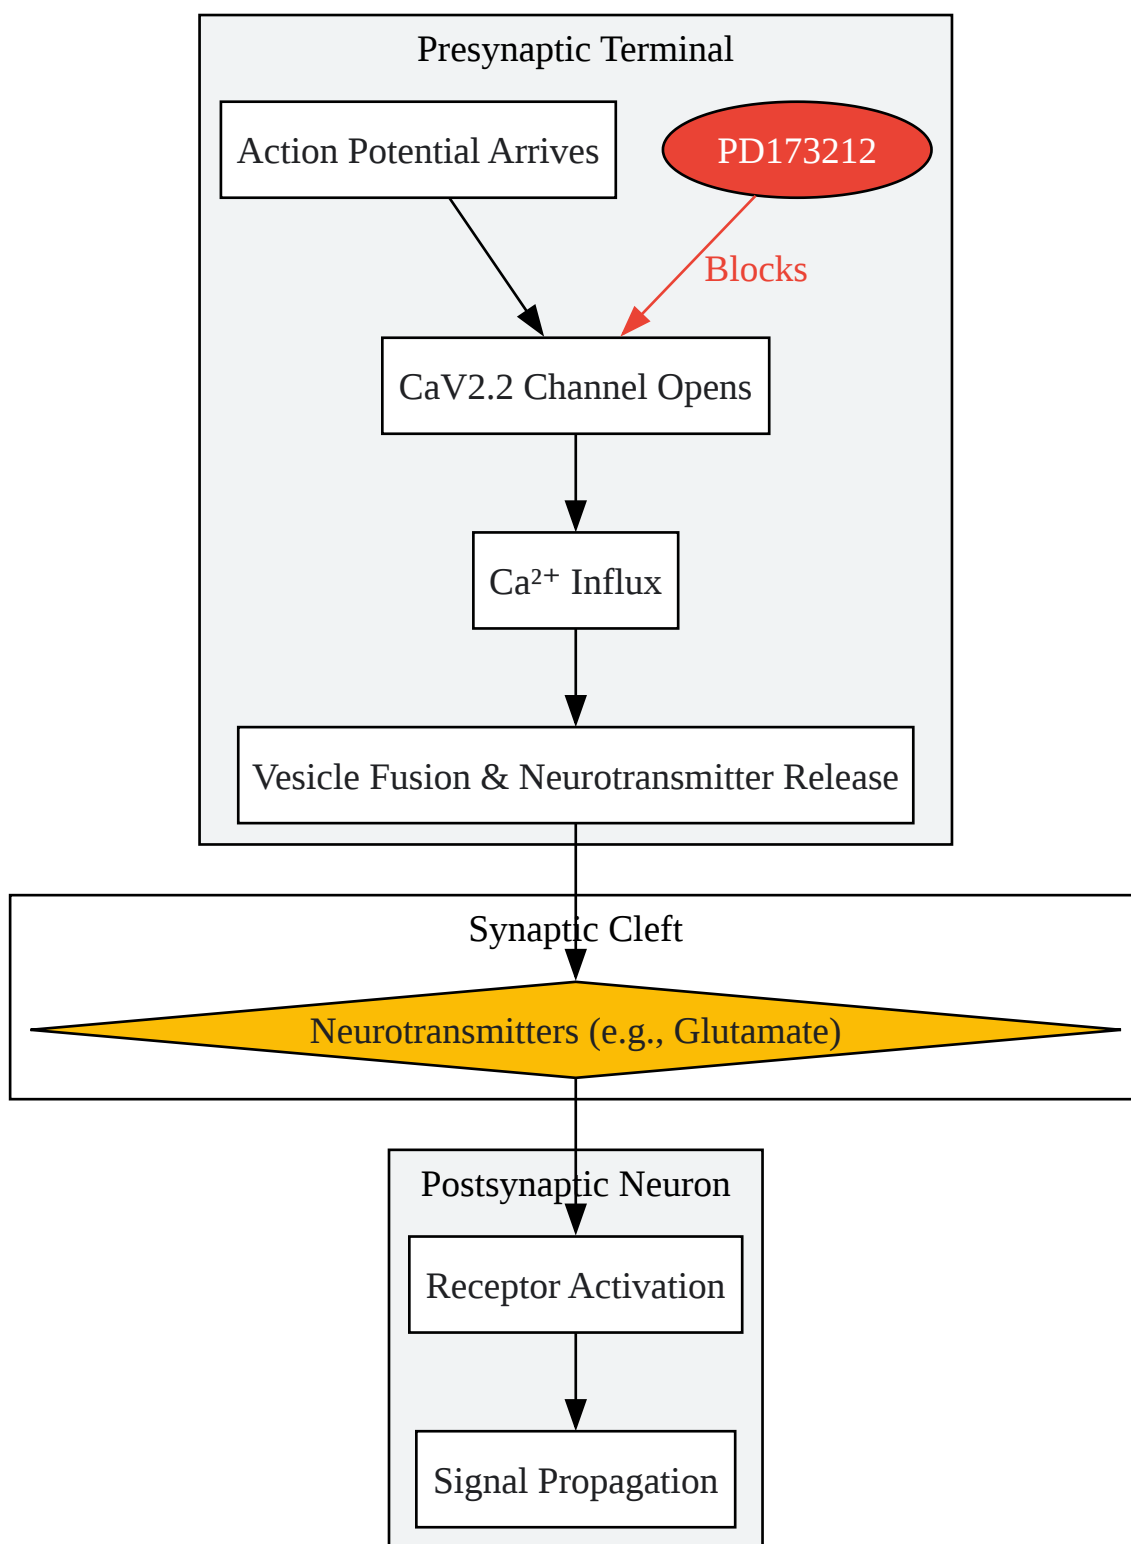 Presynaptic Terminal
Action Potential Arrives
PD173212
Blocks
CaV2.2 Channel Opens
Ca²⁺ Influx
Vesicle Fusion & Neurotransmitter Release
Synaptic Cleft
Neurotransmitters (e.g., Glutamate)
Postsynaptic Neuron
Receptor Activation
Signal Propagation